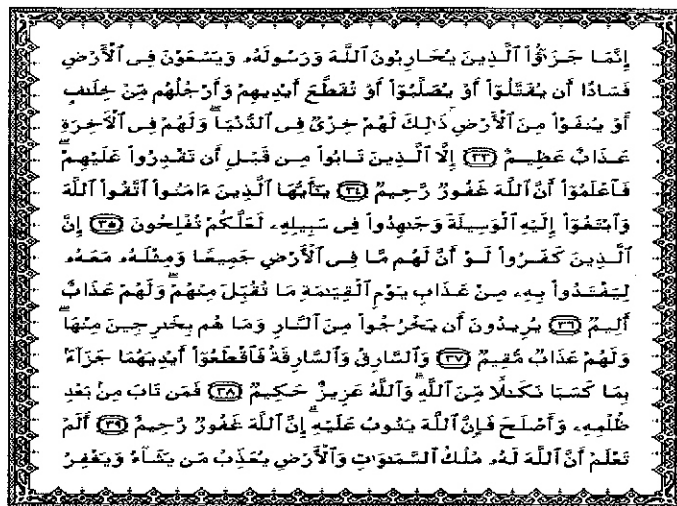 إِنَّمَا جَزَٰٓؤُا۟ ٱلَّذِينَ يُحَارِبُونَ ٱللَّهَ وَرَسُولَهُۥ وَيَسْعَوْنَ فِى ٱلْأَرْضِ
فَسَادًا أَن يُقَتَّلُوٓا۟ أَوْ يُصَلَّبُوٓا۟ أَوْ تُقَطَّعَ أَيْدِيهِمْ وَأَرْجُلُهُم مِّنْ خِلَٰفٍ
أَوْ يُنفَوْا۟ مِنَ ٱلْأَرْضِ ۚ ذَٰلِكَ لَهُمْ خِزْىٌ فِى ٱلدُّنْيَا ۖ وَلَهُمْ فِى ٱلْـَٔاخِرَةِ
عَذَابٌ عَظِيمٌ ﴿٣٣﴾ إِلَّا ٱلَّذِينَ تَابُوا۟ مِن قَبْلِ أَن تَقْدِرُوا۟ عَلَيْهِمْ ۖ
فَٱعْلَمُوٓا۟ أَنَّ ٱللَّهَ غَفُورٌ رَّحِيمٌ ﴿٣٤﴾ يَٰٓأَيُّهَا ٱلَّذِينَ ءَامَنُوا۟ ٱتَّقُوا۟ ٱللَّهَ
وَٱبْتَغُوٓا۟ إِلَيْهِ ٱلْوَسِيلَةَ وَجَٰهِدُوا۟ فِى سَبِيلِهِۦ لَعَلَّكُمْ تُفْلِحُونَ ﴿٣٥﴾ إِنَّ
ٱلَّذِينَ كَفَرُوا۟ لَوْ أَنَّ لَهُم مَّا فِى ٱلْأَرْضِ جَمِيعًا وَمِثْلَهُۥ مَعَهُۥ
لِيَفْتَدُوا۟ بِهِۦ مِنْ عَذَابِ يَوْمِ ٱلْقِيَٰمَةِ مَا تُقُبِّلَ مِنْهُمْ ۖ وَلَهُمْ عَذَابٌ
أَلِيمٌ ﴿٣٦﴾ يُرِيدُونَ أَن يَخْرُجُوا۟ مِنَ ٱلنَّارِ وَمَا هُم بِخَٰرِجِينَ مِنْهَا ۖ
وَلَهُمْ عَذَابٌ مُّقِيمٌ ﴿٣٧﴾ وَٱلسَّارِقُ وَٱلسَّارِقَةُ فَٱقْطَعُوٓا۟ أَيْدِيَهُمَا جَزَآءًۢ
بِمَا كَسَبَا نَكَٰلًا مِّنَ ٱللَّهِ ۗ وَٱللَّهُ عَزِيزٌ حَكِيمٌ ﴿٣٨﴾ فَمَن تَابَ مِنۢ بَعْدِ
ظُلْمِهِۦ وَأَصْلَحَ فَإِنَّ ٱللَّهَ يَتُوبُ عَلَيْهِ ۗ إِنَّ ٱللَّهَ غَفُورٌ رَّحِيمٌ ﴿٣٩﴾ أَلَمْ
تَعْلَمْ أَنَّ ٱللَّهَ لَهُۥ مُلْكُ ٱلسَّمَٰوَٰتِ وَٱلْأَرْضِ يُعَذِّبُ مَن يَشَآءُ وَيَغْفِرُ